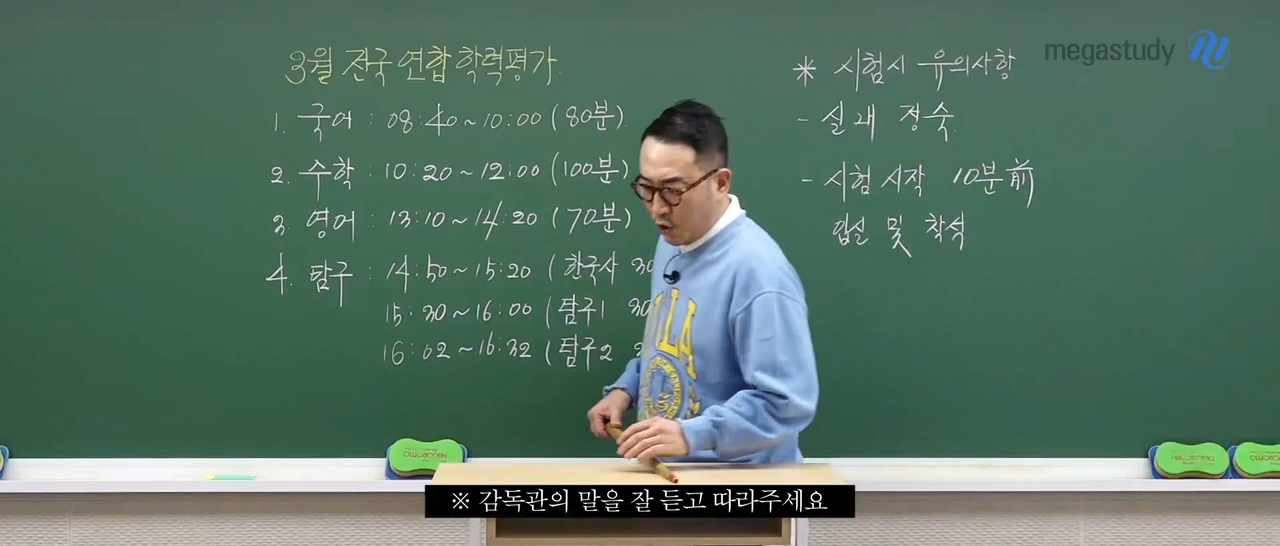 3월 전국 연합 학력평가.
1. 국어 : 08:40~10:00 (80분).
2. 수학 : 10:20~12:00 (100분)
3. 영어 : 13:10~14:20 (70분)
4. 탐구 : 14:50~15:20 (한국사 30
15:30~16:00 (탐구1 30
16:02~16:32 (탐구2
megastudy
* 시험시 유의사항
- 실내 정숙.
- 시험 시작 10분前
입실 및 착석
ILLA
※ 감독관의 말을 잘 듣고 따라주세요